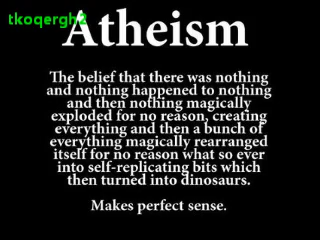 tkoqergh2
Atheism
The belief that there was nothing
and nothing happened to nothing
and then nothing magically
exploded for no reason, creating
everything and then a bunch of
everything magically rearranged
itself for no reason what so ever
into self-replicating bits which
then turned into dinosaurs.
Makes perfect sense.